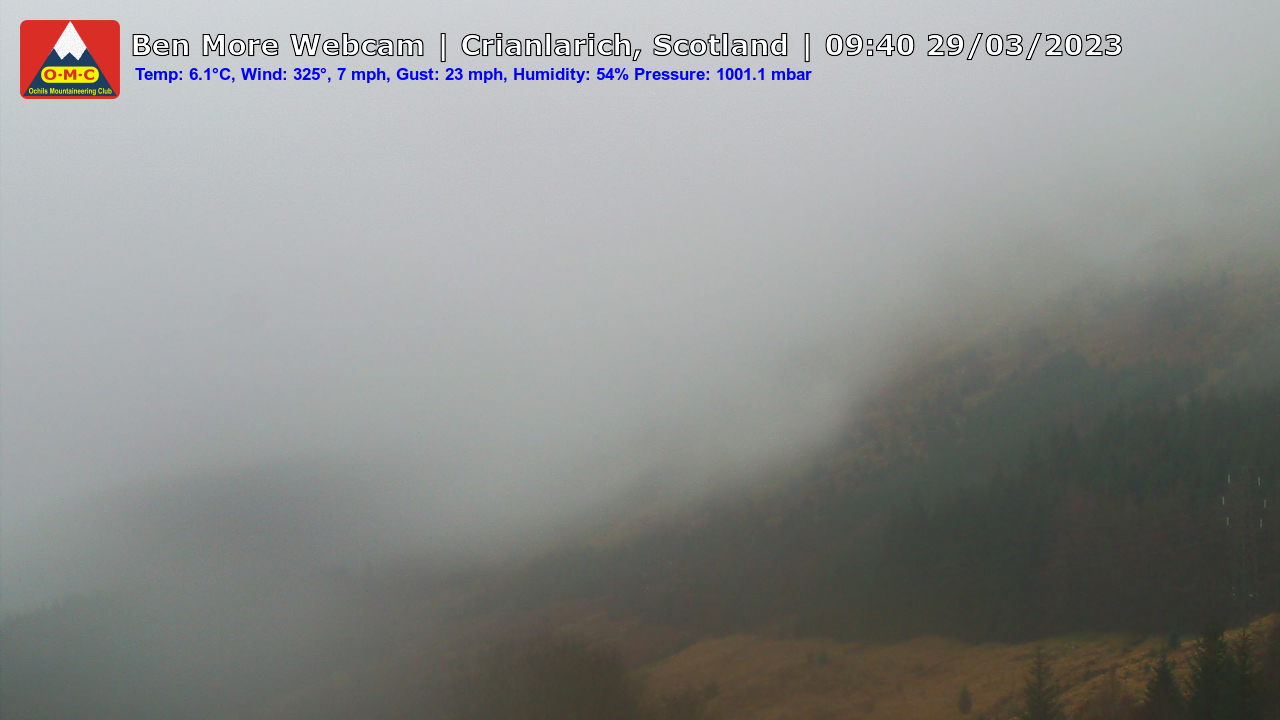 Ben More Webcam | Crianlarich, Scotland | 09:40 29/03/2023
Temp: 6.1°C, Wind: 325°, 7 mph, Gust: 23 mph, Humidity: 54% Pressure: 1001.1 mbar
O·M·C
Ochils Mountaineering Club